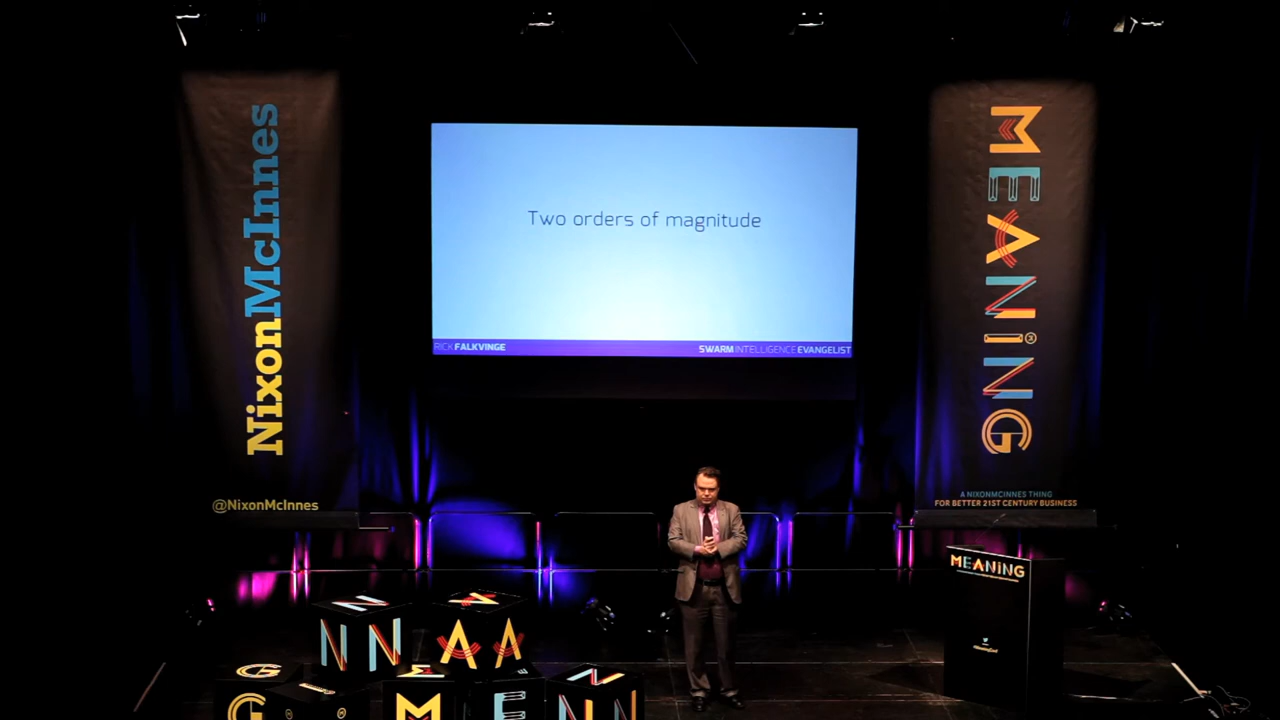 NixonMcInnes
@NixonMcInnes
Two orders of magnitude
RICK FALKVINGE
SWARM INTELLIGENCE EVANGELIST
MEANING
A NIXONMCINNES THING
FOR BETTER 21ST CENTURY BUSINESS
MEANING
N
N N
N
A A
G
G
M
E
N
N N